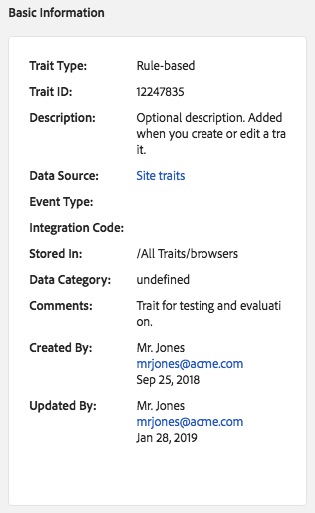 Basic Information
Trait Type: Rule-based
Trait ID: 12247835
Description: Optional description. Added
when you create or edit a tra
it.
Data Source: Site traits
Event Type:
Integration Code:
Stored In: /All Traits/browsers
Data Category: undefined
Comments: Trait for testing and evaluati
on.
Created By: Mr. Jones
mrjones@acme.com
Sep 25, 2018
Updated By: Mr. Jones
mrjones@acme.com
Jan 28, 2019